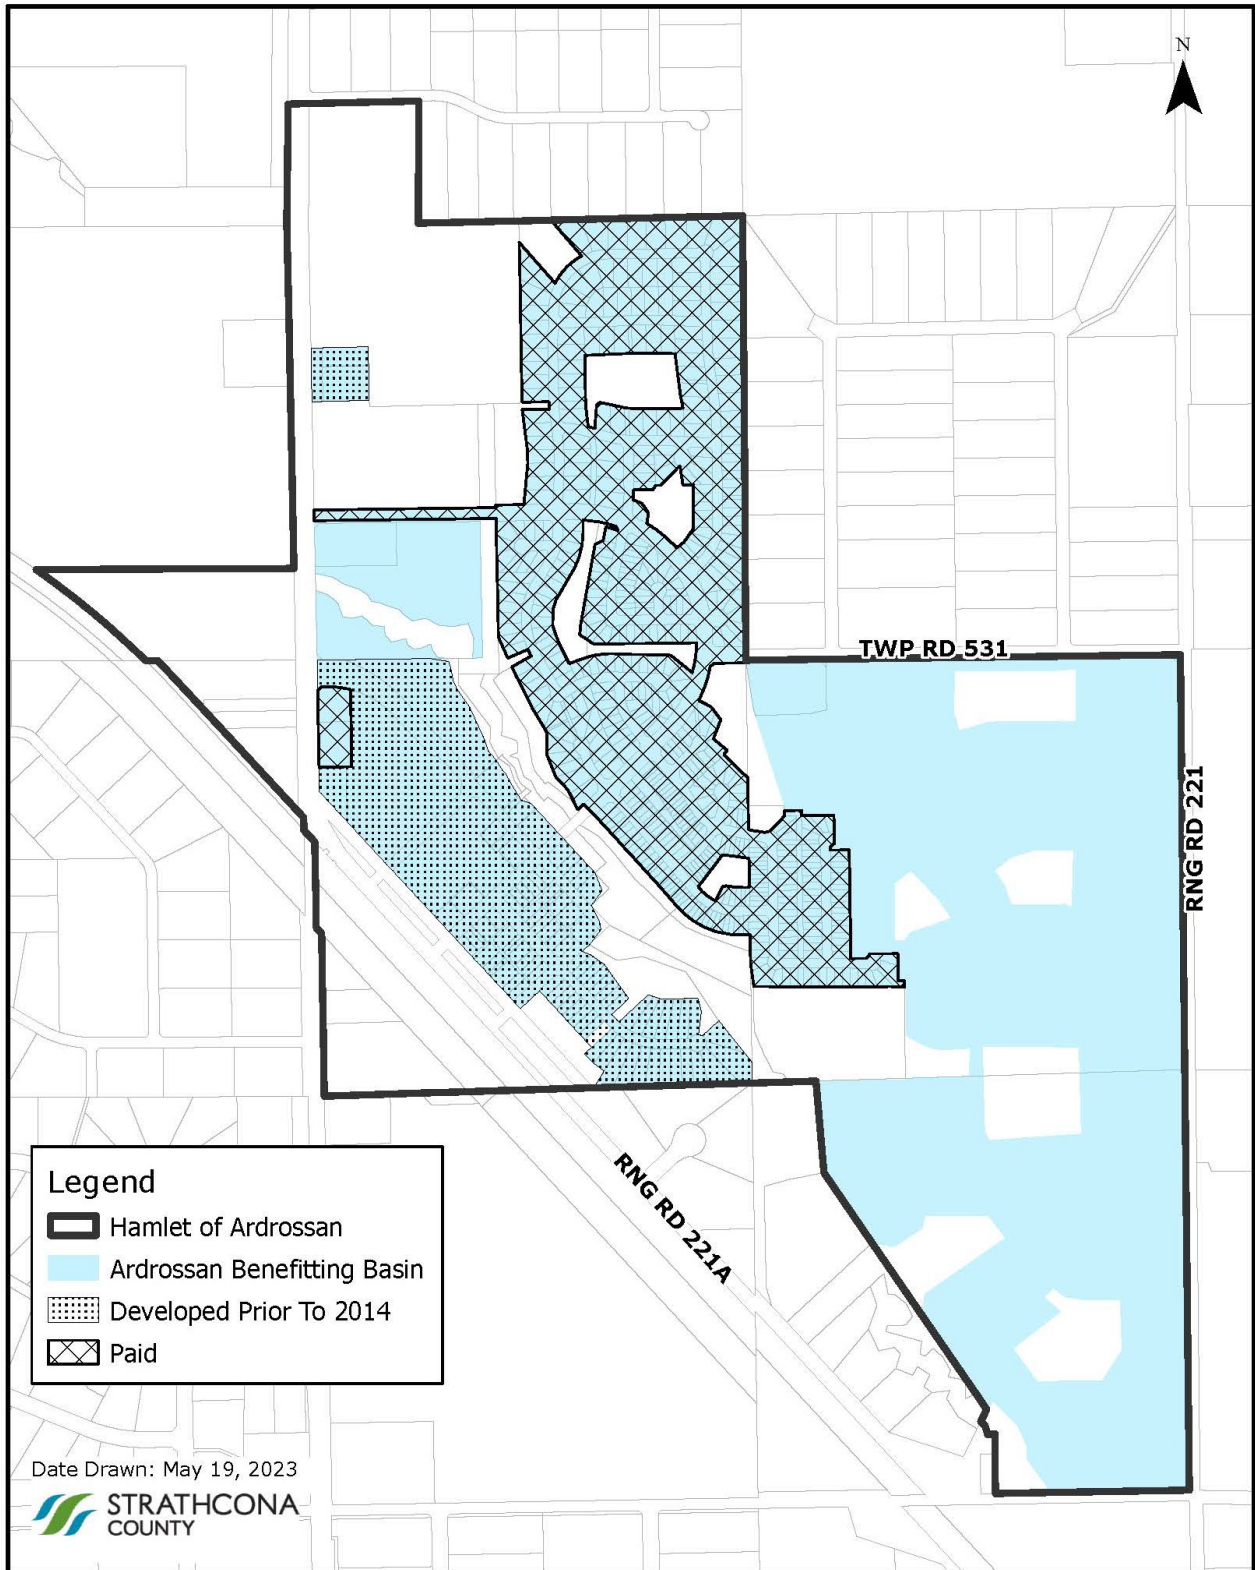 N
TWP RD 531
RNG RD 221
RNG RD 221A
Legend
Hamlet of Ardrossan
Ardrossan Benefitting Basin
Developed Prior To 2014
Paid
Date Drawn: May 19, 2023
STRATHCONA
COUNTY